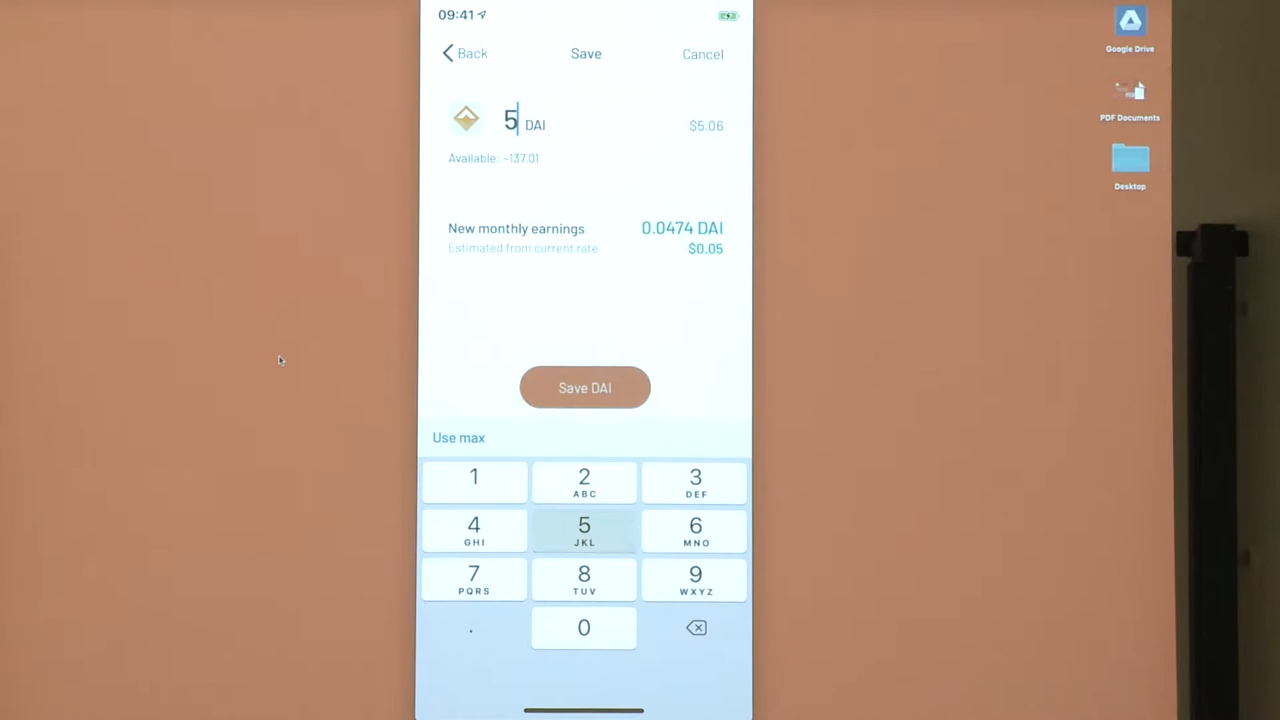 09:41
Back
Save
Cancel
5 DAI
$5.06
Available: ~137.01
New monthly earnings
0.0474 DAI
Estimated from current rate
$0.05
Save DAI
Use max
1
2
ABC
3
DEF
4
GHI
5
JKL
6
MNO
7
PQRS
8
TUV
9
WXYZ
.
0
Google Drive
PDF Documents
Desktop